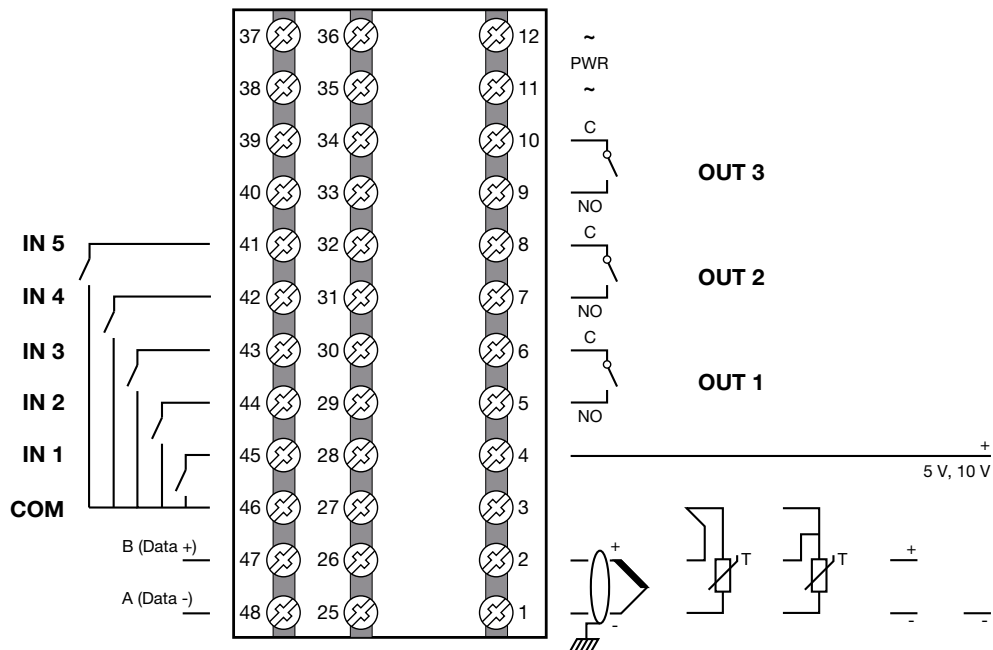 37 36 12 ~
PWR
38 35 11 ~
39 34 10 C
OUT 3
40 33 9 NO
IN 5 41 32 8 C
OUT 2
IN 4 42 31 7 NO
IN 3 43 30 6 C
OUT 1
IN 2 44 29 5 NO
IN 1 45 28 4 +
5 V, 10 V
COM 46 27 3
B (Data +) 47 26 2 + T T +
A (Data -) 48 25 1 - - -